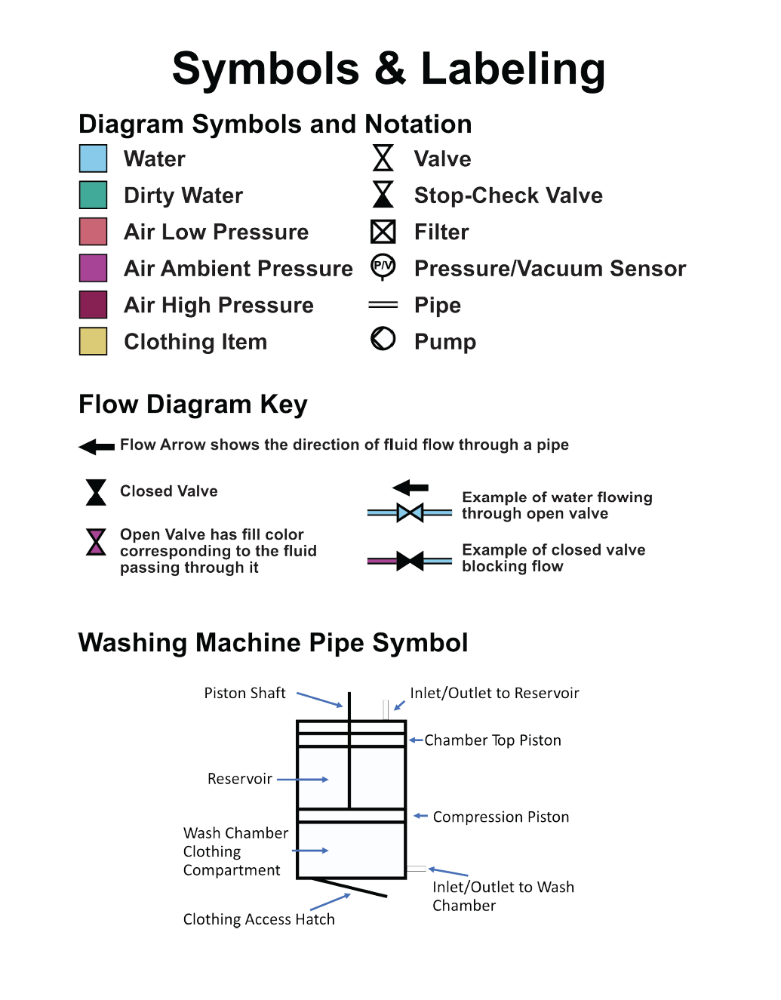 Symbols & Labeling
Diagram Symbols and Notation
Water
Valve
Dirty Water
Stop-Check Valve
Air Low Pressure
Filter
Air Ambient Pressure
P/V
Pressure/Vacuum Sensor
Air High Pressure
Pipe
Clothing Item
Pump
Flow Diagram Key
Flow Arrow shows the direction of fluid flow through a pipe
Closed Valve
Example of water flowing
through open valve
Open Valve has fill color
corresponding to the fluid
passing through it
Example of closed valve
blocking flow
Washing Machine Pipe Symbol
Piston Shaft
Inlet/Outlet to Reservoir
Chamber Top Piston
Reservoir
Compression Piston
Wash Chamber
Clothing
Compartment
Inlet/Outlet to Wash
Chamber
Clothing Access Hatch